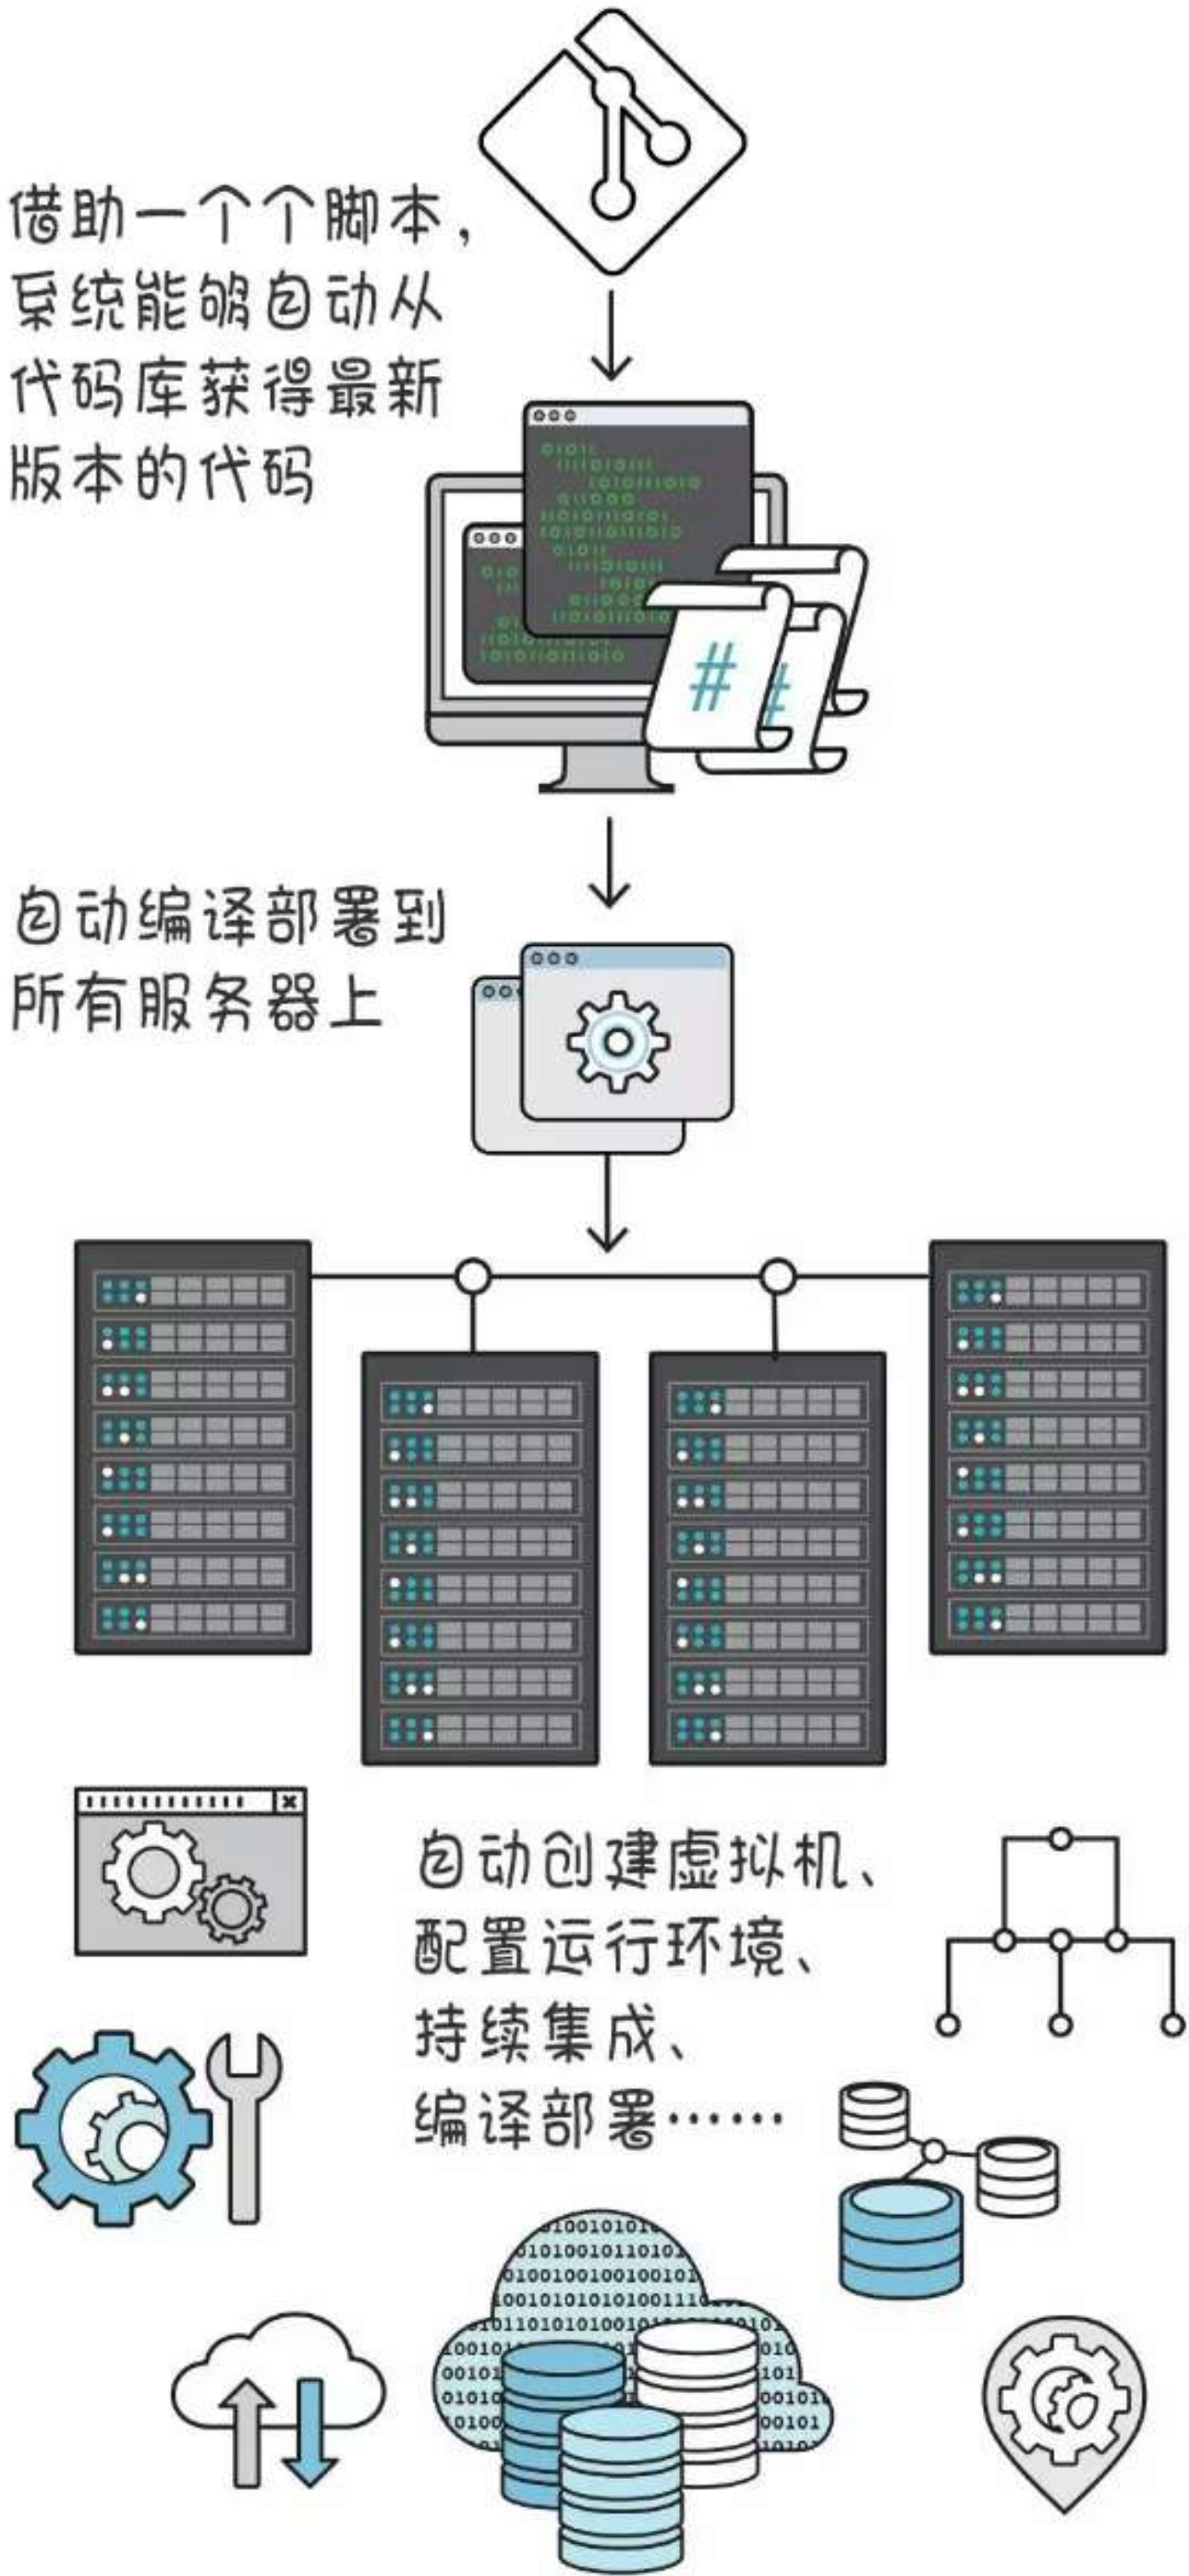 借助一个个脚本，
系统能够自动从
代码库获得最新
版本的代码
#
自动编译部署到
所有服务器上
自动创建虚拟机、
配置运行环境、
持续集成、
编译部署……